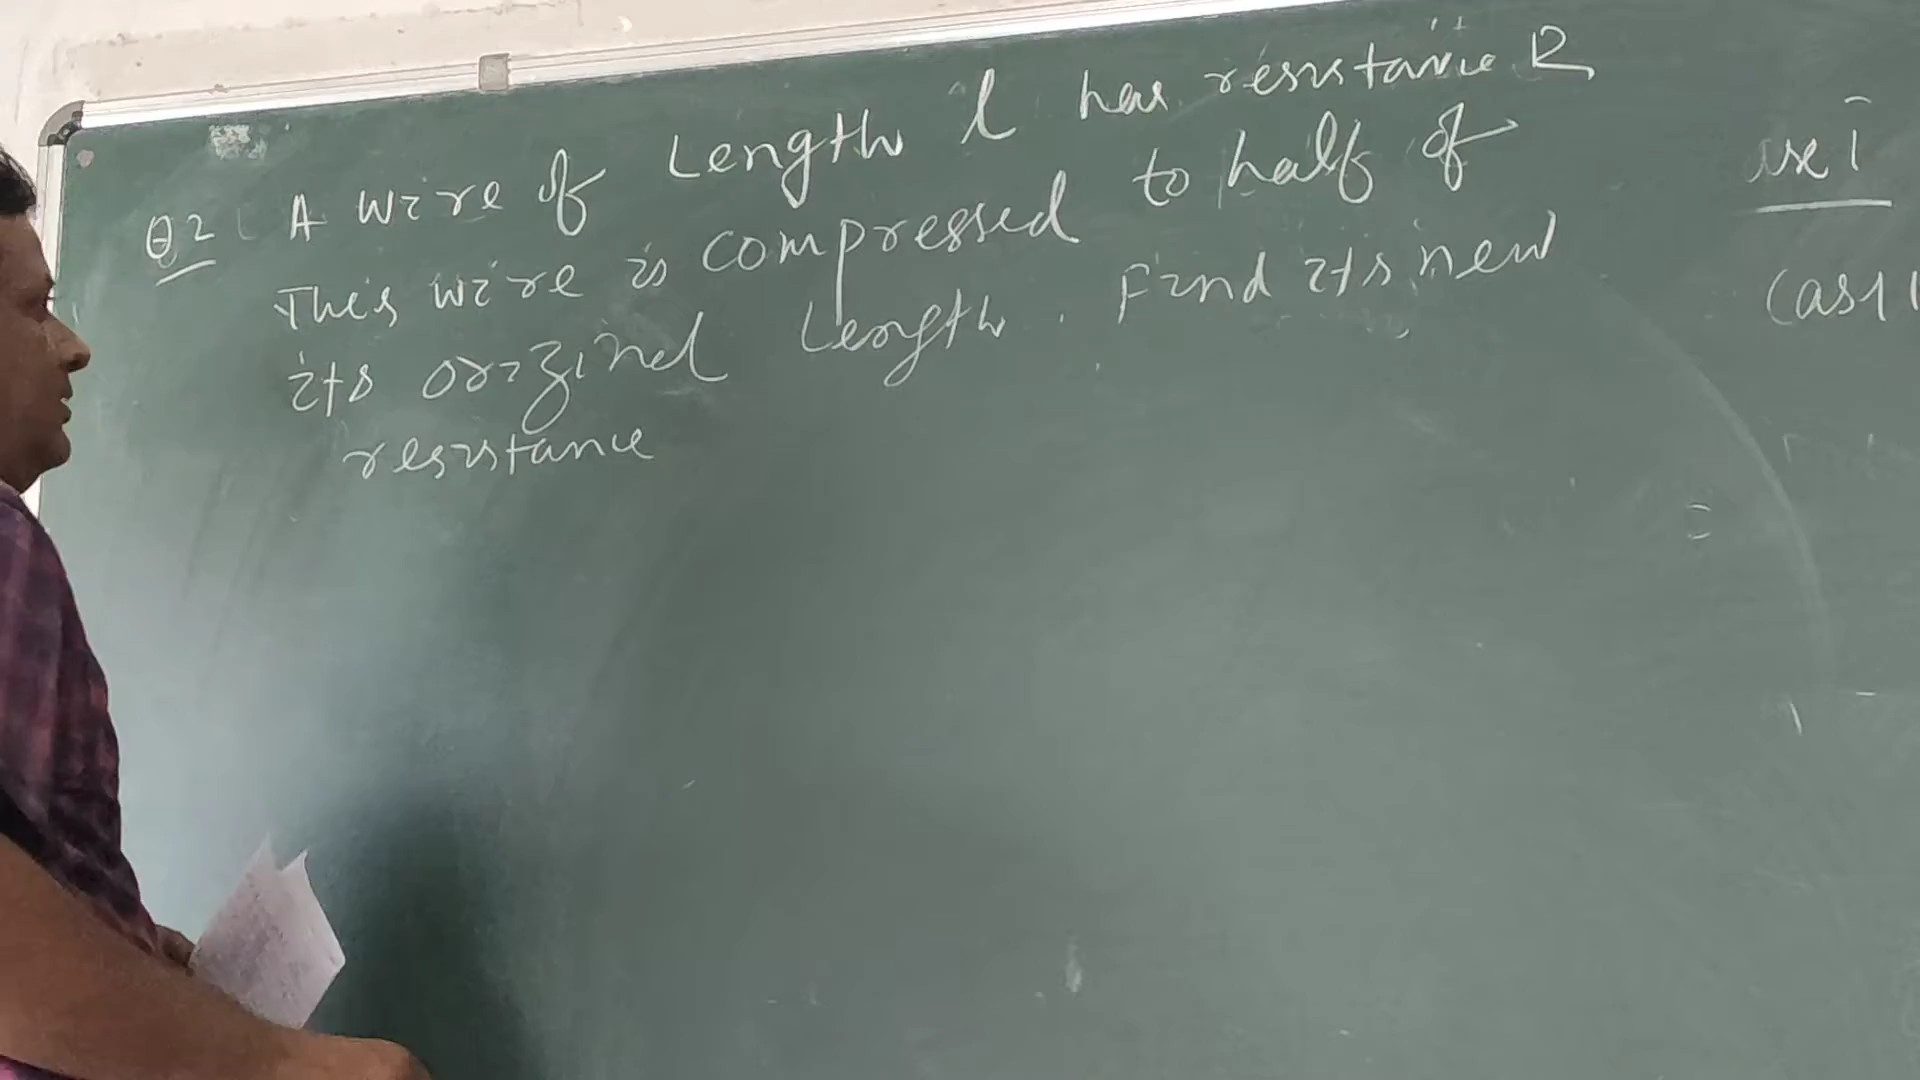 Q2 A wire of Length l has resistance R
This wire is compressed to half of
its original Length. Find its new
resistance